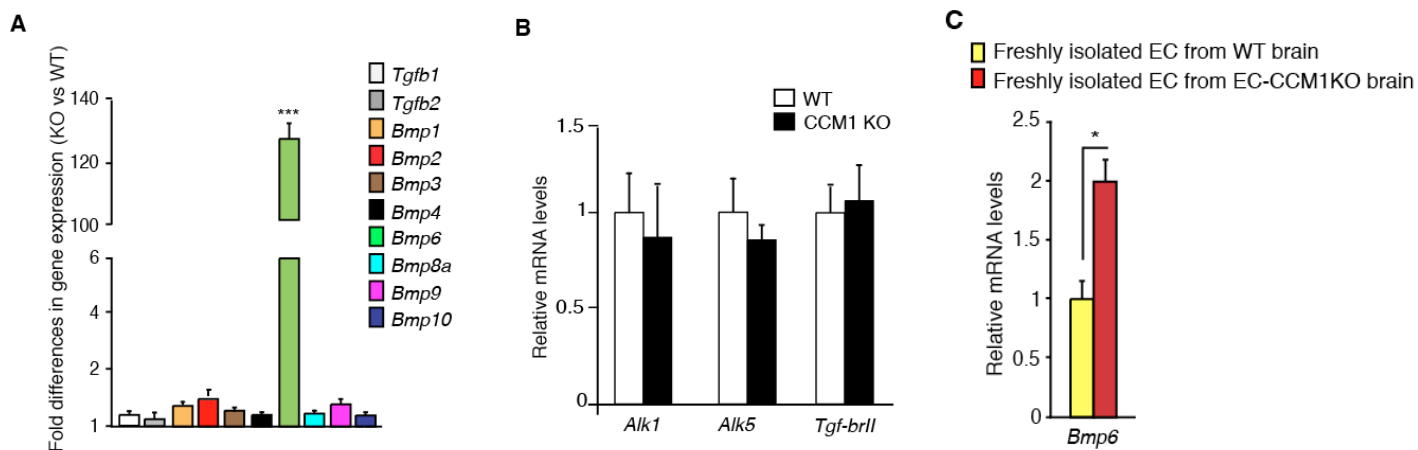 A
Fold differences in gene expression (KO vs WT)
140
120
100
6
4
2
1
***
Tgfb1
Tgfb2
Bmp1
Bmp2
Bmp3
Bmp4
Bmp6
Bmp8a
Bmp9
Bmp10
B
WT
CCM1 KO
Relative mRNA levels
1.5
1
0.5
0
Alk1 Alk5 Tgf-brII
C
Freshly isolated EC from WT brain
Freshly isolated EC from EC-CCM1KO brain
Relative mRNA levels
2.5
2
1.5
1
0.5
0
*
Bmp6